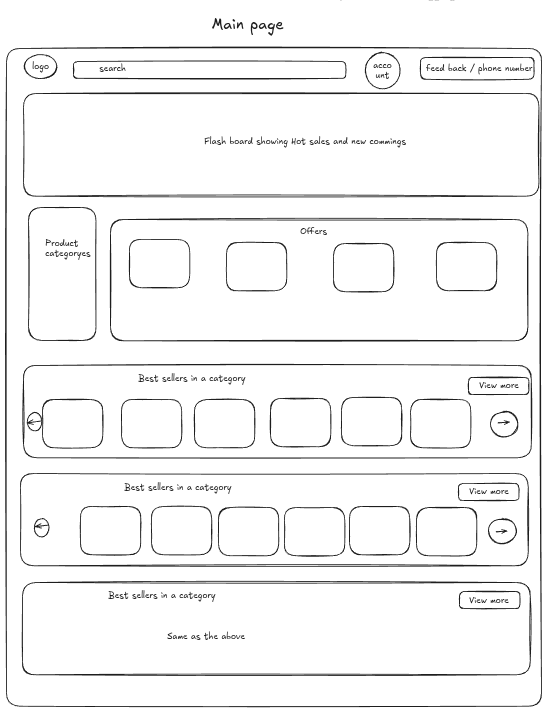 Main page
logo
search
acco
unt
feed back / phone number
Flash board showing Hot sales and new commings
Product
categoryes
Offers
Best sellers in a category
View more
Best sellers in a category
View more
Best sellers in a category
View more
Same as the above